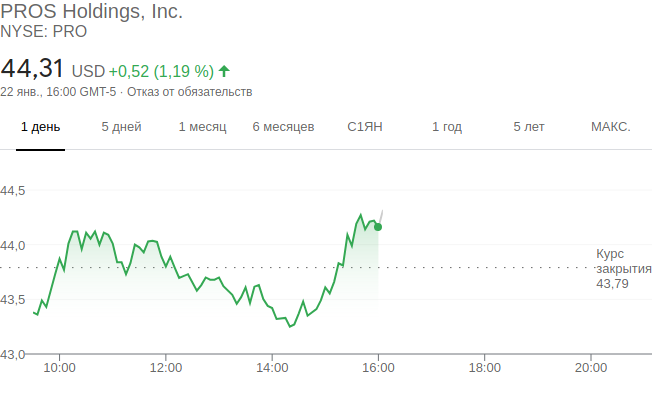 PROS Holdings, Inc.
NYSE: PRO
44,31 USD +0,52 (1,19 %)
22 янв., 16:00 GMT-5 · Отказ от обязательств
1 день 5 дней 1 месяц 6 месяцев С1ЯН 1 год 5 лет МАКС.
44,5
44,0
Курс
закрытия
43,79
43,5
43,0
10:00 12:00 14:00 16:00 18:00 20:00